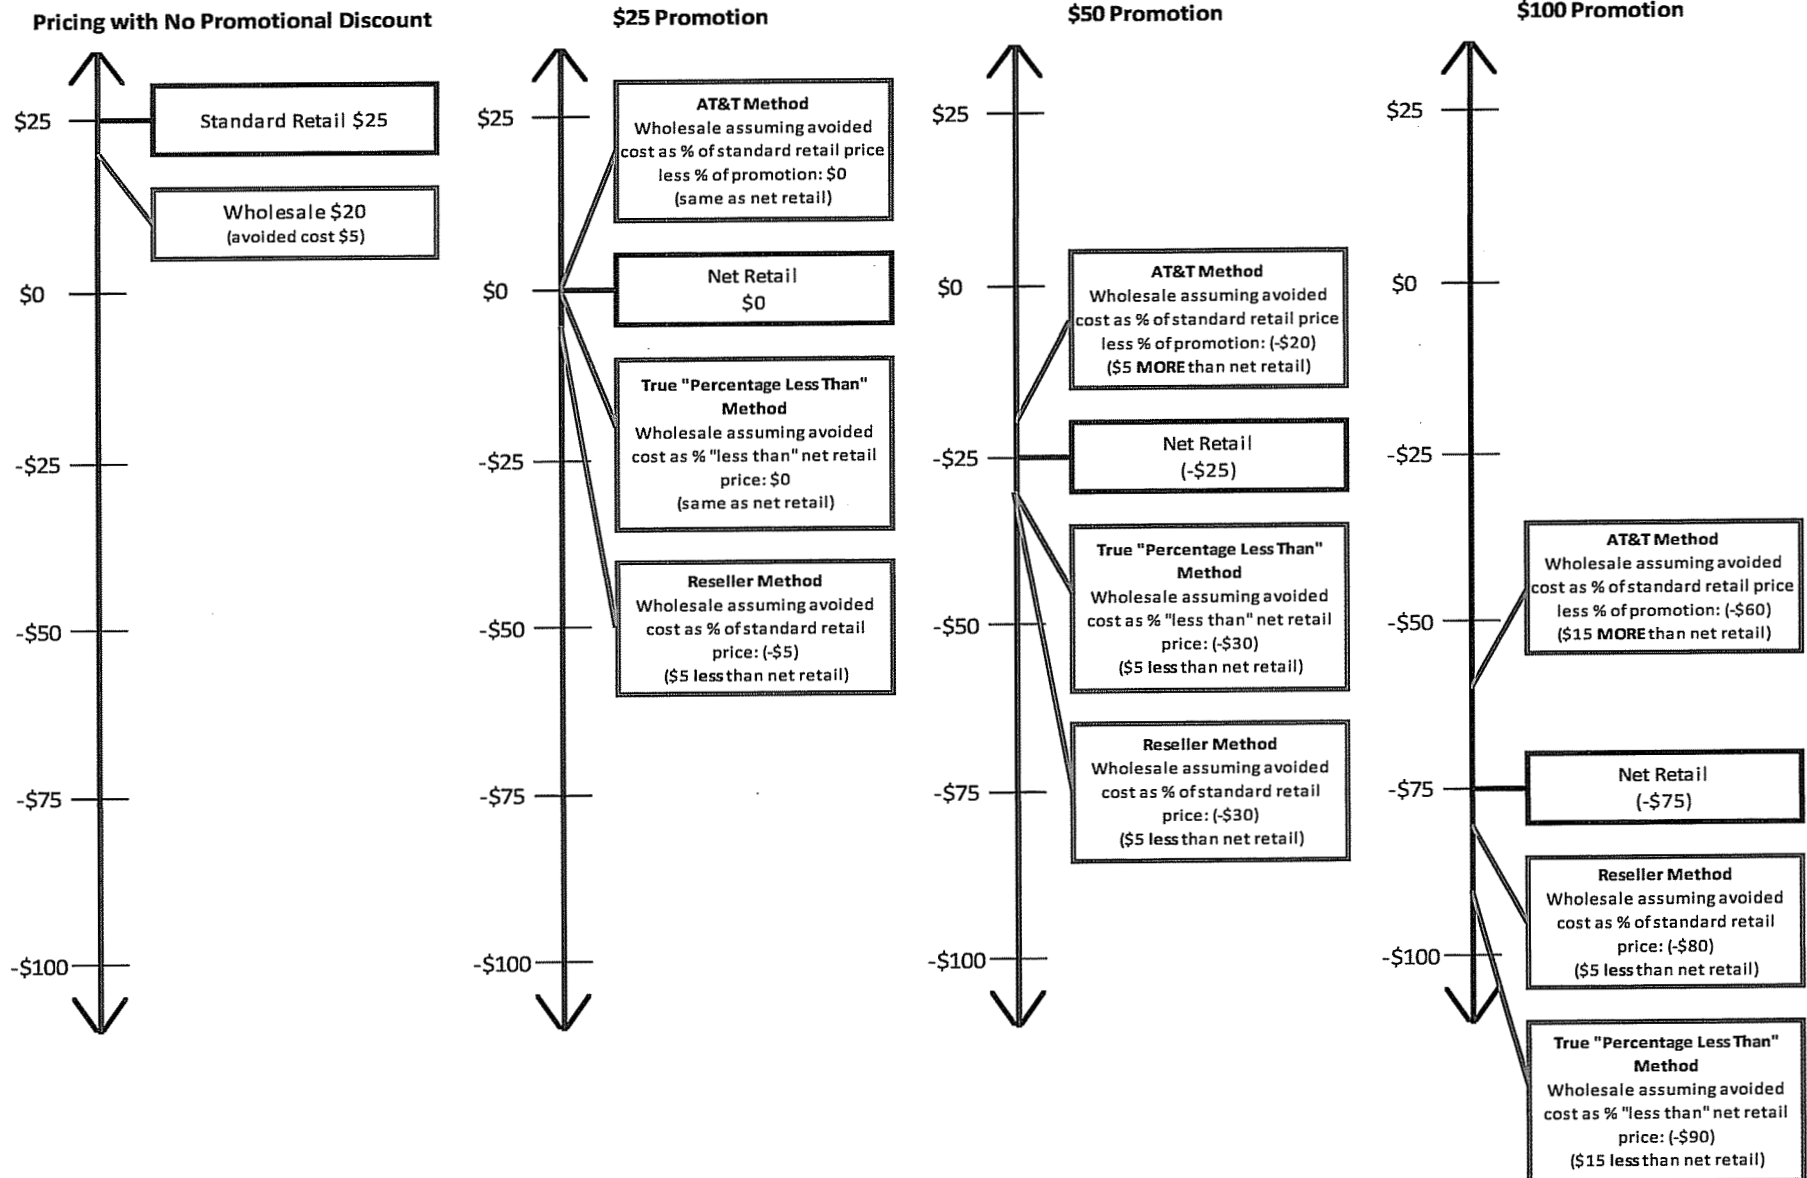 Pricing with No Promotional Discount
$25
Standard Retail $25
Wholesale $20
(avoided cost $5)
$0
-$25
-$50
-$75
-$100
$25 Promotion
$25
AT&T Method
Wholesale assuming avoided
cost as % of standard retail price
less % of promotion: $0
(same as net retail)
$0
Net Retail
$0
True "Percentage Less Than"
Method
Wholesale assuming avoided
cost as % "less than" net retail
price: $0
(same as net retail)
-$25
Reseller Method
Wholesale assuming avoided
cost as % of standard retail
price: (-$5)
($5 less than net retail)
-$50
-$75
-$100
$50 Promotion
$25
$0
AT&T Method
Wholesale assuming avoided
cost as % of standard retail price
less % of promotion: (-$20)
($5 MORE than net retail)
-$25
Net Retail
(-$25)
True "Percentage Less Than"
Method
Wholesale assuming avoided
cost as % "less than" net retail
price: (-$30)
($5 less than net retail)
-$50
Reseller Method
Wholesale assuming avoided
cost as % of standard retail
price: (-$30)
($5 less than net retail)
-$75
-$100
$100 Promotion
$25
$0
-$25
AT&T Method
Wholesale assuming avoided
cost as % of standard retail price
less % of promotion: (-$60)
($15 MORE than net retail)
-$50
Net Retail
(-$75)
-$75
Reseller Method
Wholesale assuming avoided
cost as % of standard retail
price: (-$80)
($5 less than net retail)
-$100
True "Percentage Less Than"
Method
Wholesale assuming avoided
cost as % "less than" net retail
price: (-$90)
($15 less than net retail)